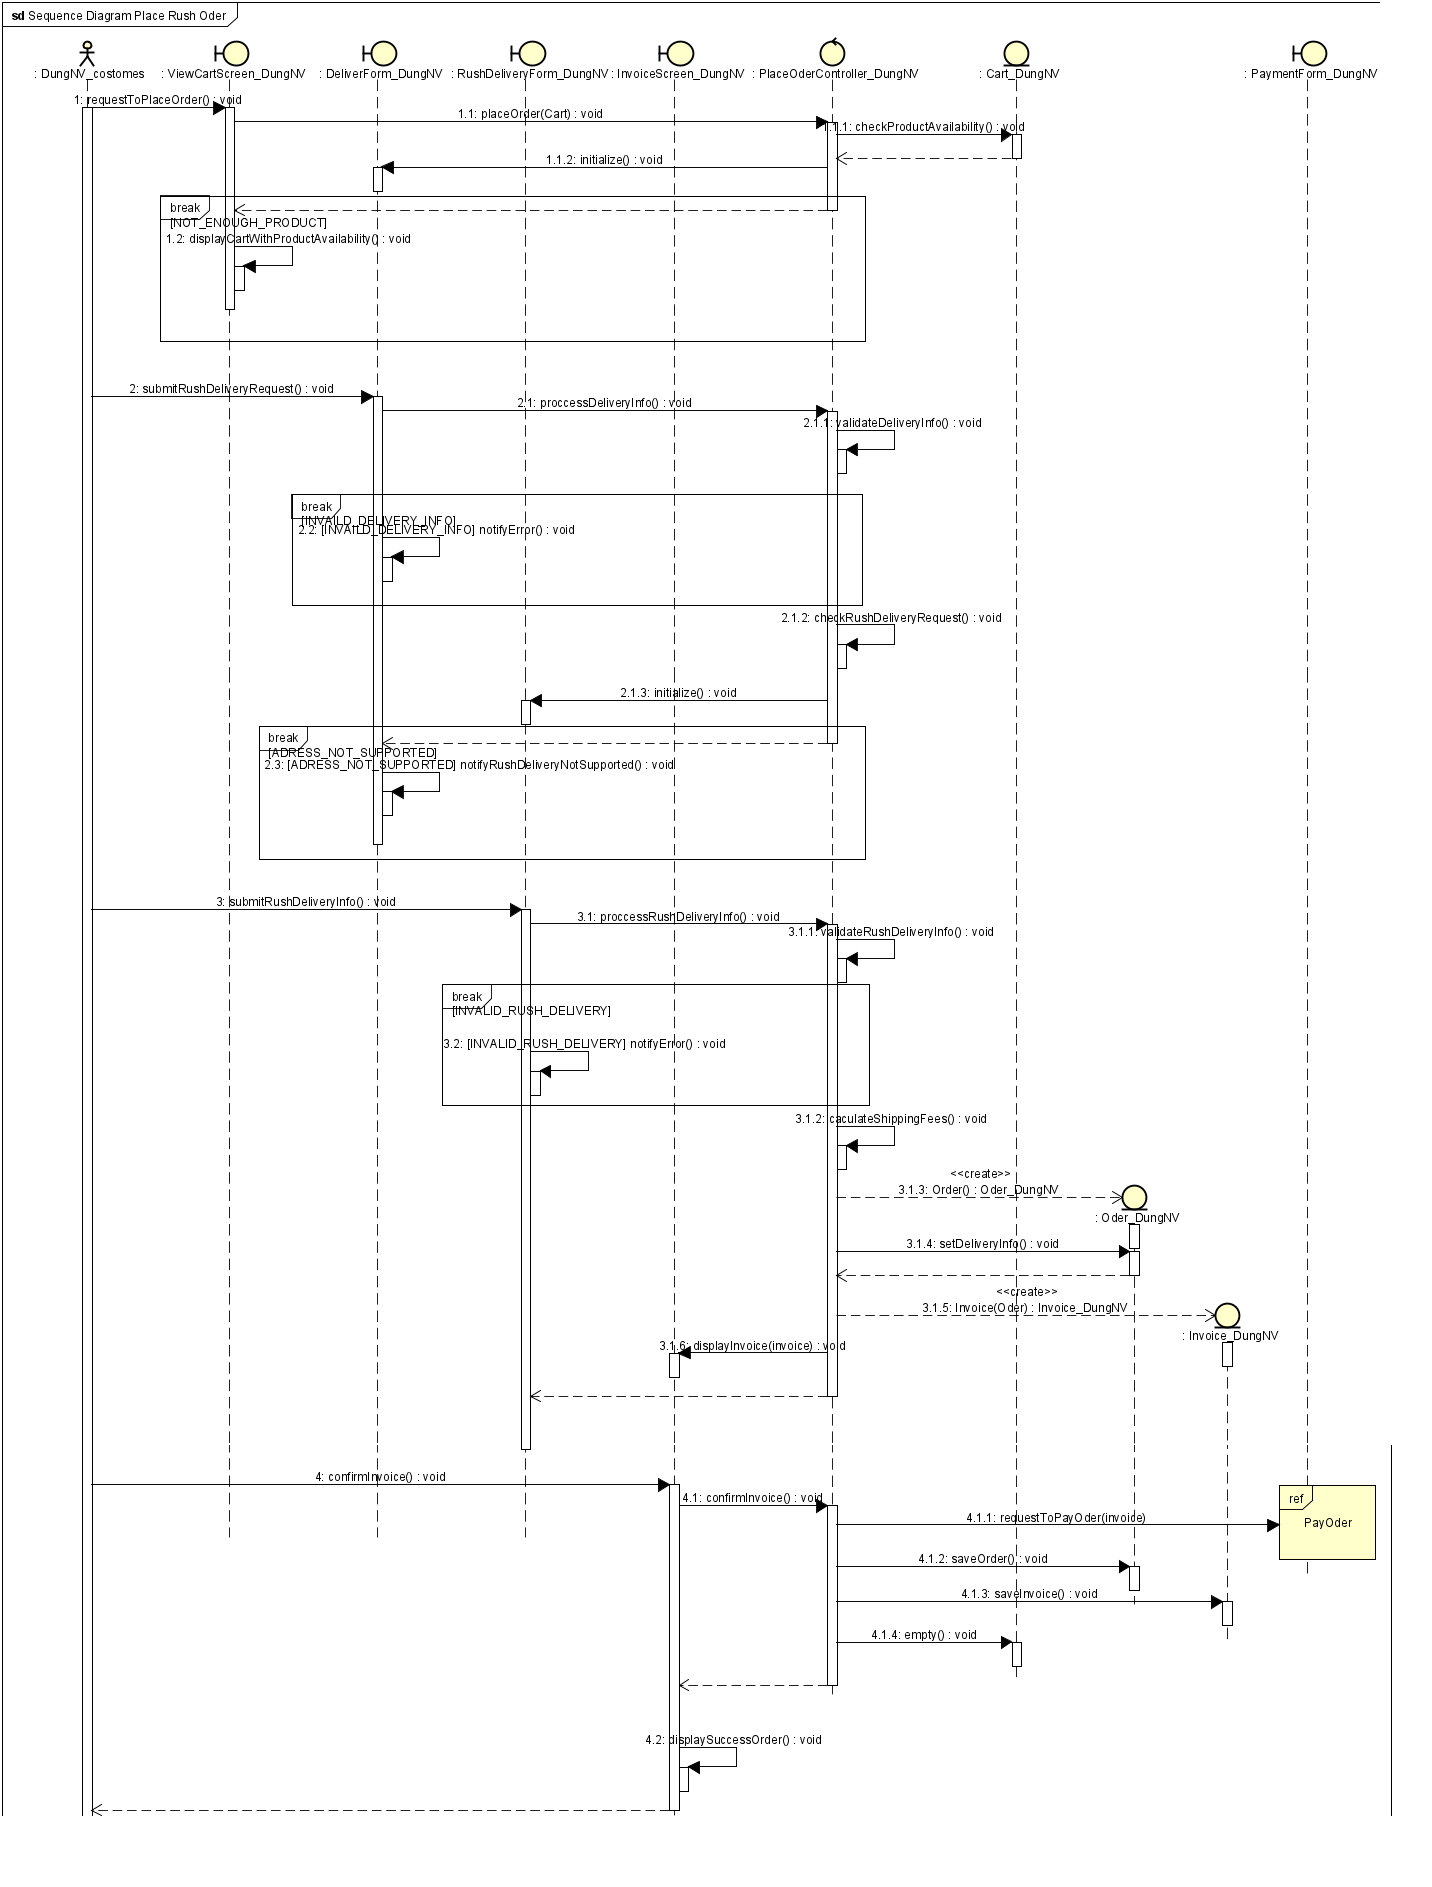 sd Sequence Diagram Place Rush Oder
: DungNV_costomes
: ViewCartScreen_DungNV
: DeliverForm_DungNV
: RushDeliveryForm_DungNV
: InvoiceScreen_DungNV
: PlaceOderController_DungNV
: Cart_DungNV
: PaymentForm_DungNV
1: requestToPlaceOrder() : void
1.1: placeOrder(Cart) : void
1.1.1: checkProductAvailability() : void
1.1.2: initialize() : void
break
[NOT_ENOUGH_PRODUCT]
1.2: displayCartWithProductAvailability() : void
2: submitRushDeliveryRequest() : void
2.1: proccessDeliveryInfo() : void
2.1.1: validateDeliveryInfo() : void
break
[INVAILD_DELIVERY_INFO]
2.2: [INVAILD_DELIVERY_INFO] notifyError() : void
2.1.2: checkRushDeliveryRequest() : void
2.1.3: initialize() : void
break
[ADRESS_NOT_SUPPORTED]
2.3: [ADRESS_NOT_SUPPORTED] notifyRushDeliveryNotSupported() : void
3: submitRushDeliveryInfo() : void
3.1: proccessRushDeliveryInfo() : void
3.1.1: validateRushDeliveryInfo() : void
break
[INVALID_RUSH_DELIVERY]
3.2: [INVALID_RUSH_DELIVERY] notifyError() : void
3.1.2: caculateShippingFees() : void
<<create>>
3.1.3: Order() : Oder_DungNV
: Oder_DungNV
3.1.4: setDeliveryInfo() : void
<<create>>
3.1.5: Invoice(Oder) : Invoice_DungNV
: Invoice_DungNV
3.1.6: displayInvoice(invoice) : void
4: confirmInvoice() : void
4.1: confirmInvoice() : void
ref
PayOder
4.1.1: requestToPayOder(invoice)
4.1.2: saveOrder() : void
4.1.3: saveInvoice() : void
4.1.4: empty() : void
4.2: displaySuccessOrder() : void